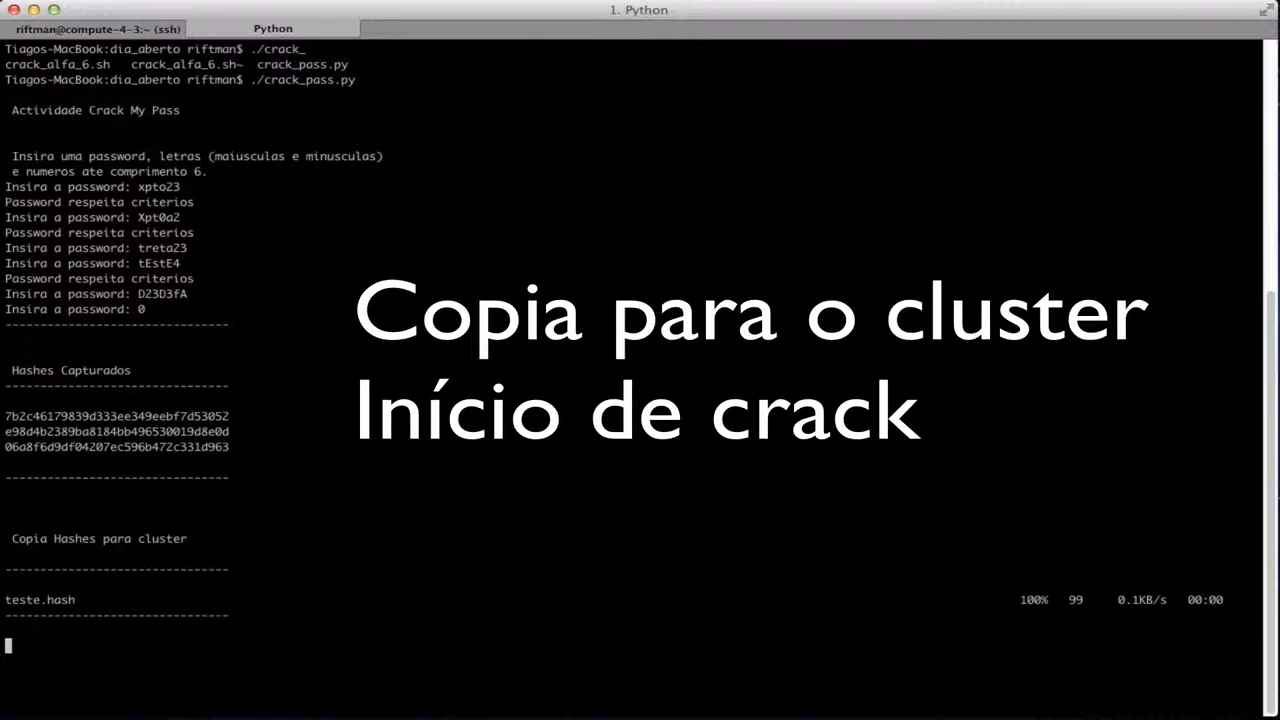 1. Python
riftman@compute-4-3:~ (ssh)
Python
Tiagos-MacBook:dia_aberto riftman$ ./crack_
crack_alfa_6.sh crack_alfa_6.sh~ crack_pass.py
Tiagos-MacBook:dia_aberto riftman$ ./crack_pass.py
Actividade Crack My Pass
Insira uma password, letras (maiusculas e minusculas)
e numeros ate comprimento 6.
Insira a password: xpto23
Password respeita criterios
Insira a password: Xpt0a2
Password respeita criterios
Insira a password: treta23
Insira a password: tEstE4
Password respeita criterios
Insira a password: D23D3fA
Insira a password: 0
--------------------------------
Copia para o cluster
Início de crack
Hashes Capturados
--------------------------------
7b2c46179839d333ee349eebf7d53052
e98d4b2389ba8184bb496530019d8e0d
06a8f6d9df04207ec596b472c331d963
--------------------------------
Copia Hashes para cluster
--------------------------------
teste.hash 100% 99 0.1KB/s 00:00
--------------------------------